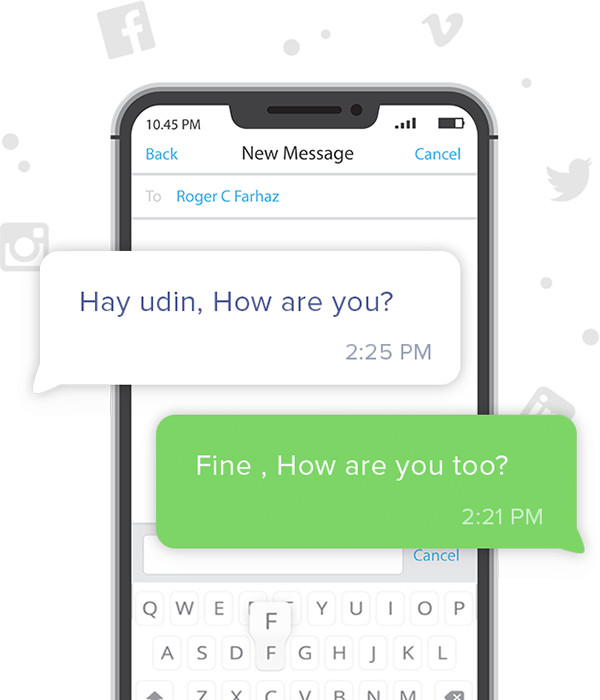 10.45 PM
Back New Message Cancel
To Roger C Farhaz
Hay udin, How are you?
2:25 PM
Fine , How are you too?
2:21 PM
Cancel
F
Q W E Y U I O P
A S D F G H J K L
Z X C V B N M